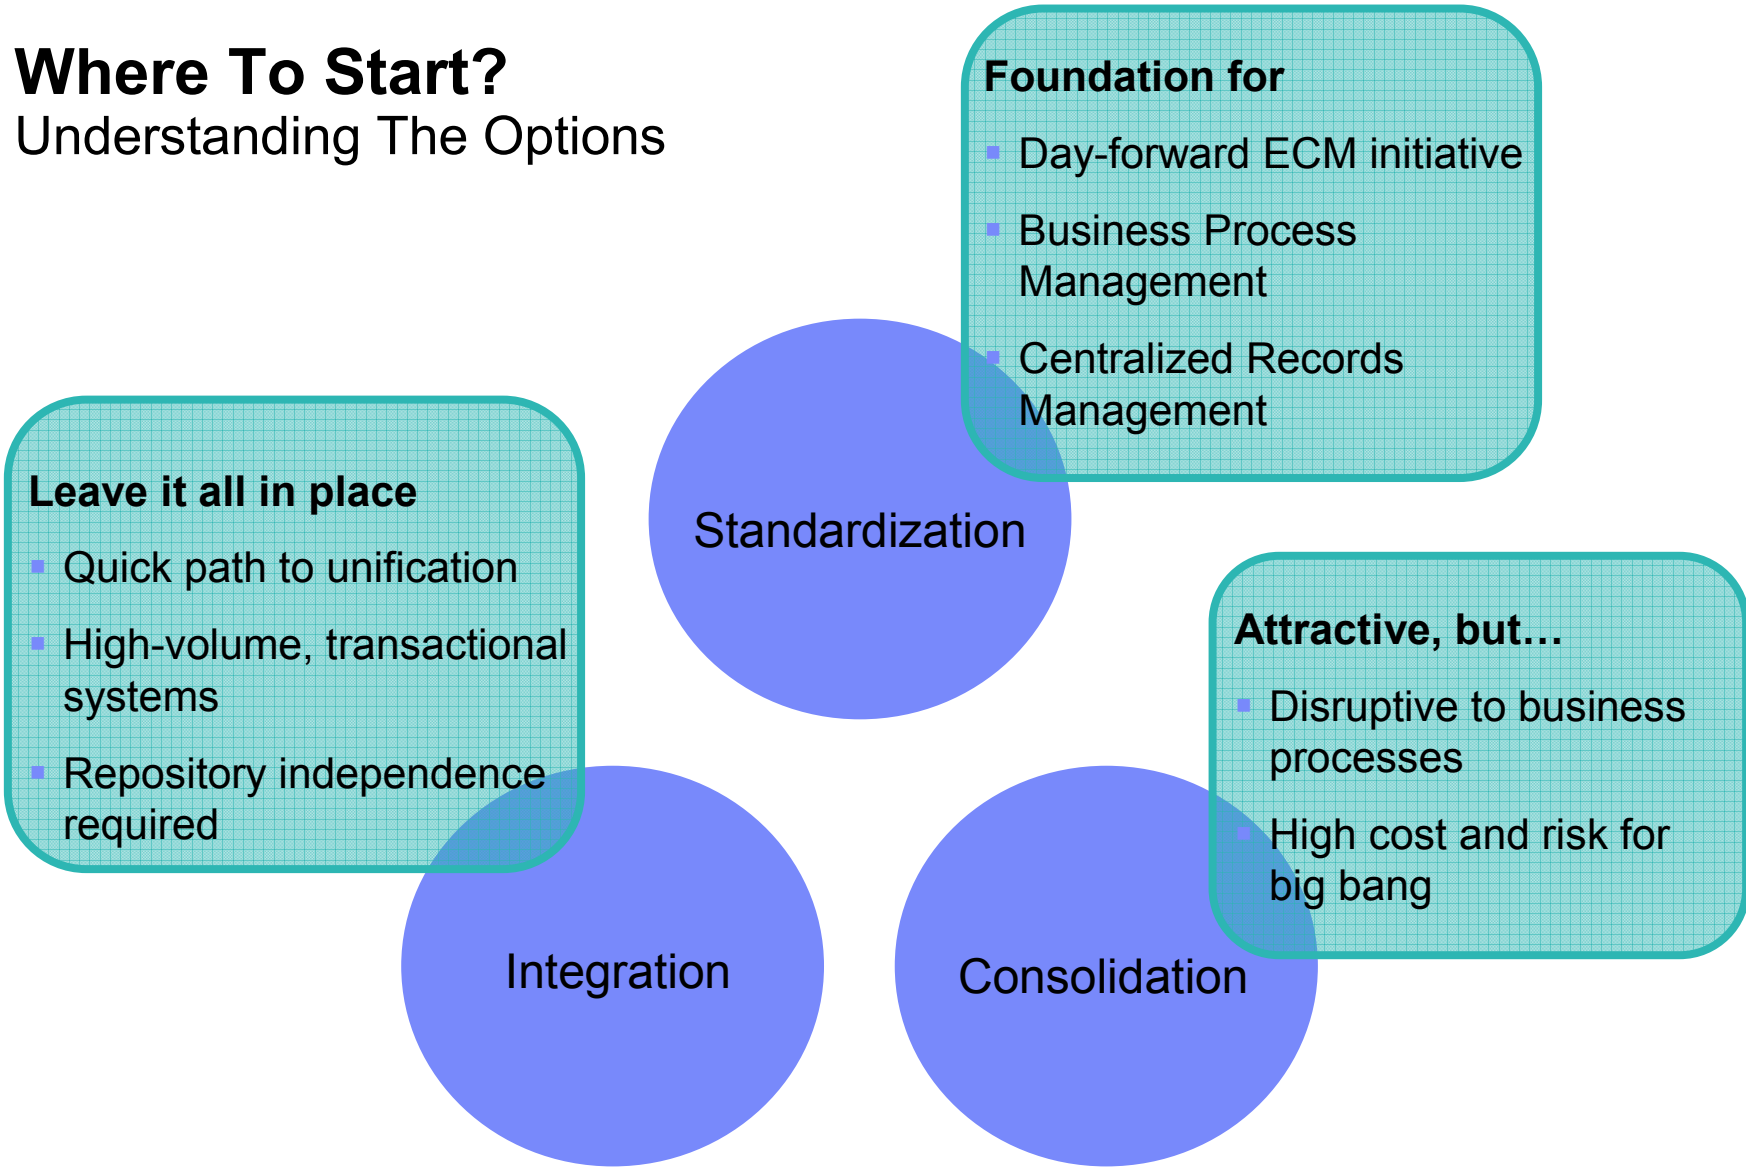 Where To Start?
Understanding The Options
Foundation for
Day-forward ECM initiative
Business Process
Management
Centralized Records
Management
Leave it all in place
Quick path to unification
High-volume, transactional
systems
Repository independence
required
Standardization
Attractive, but…
Disruptive to business
processes
High cost and risk for
big bang
Integration
Consolidation